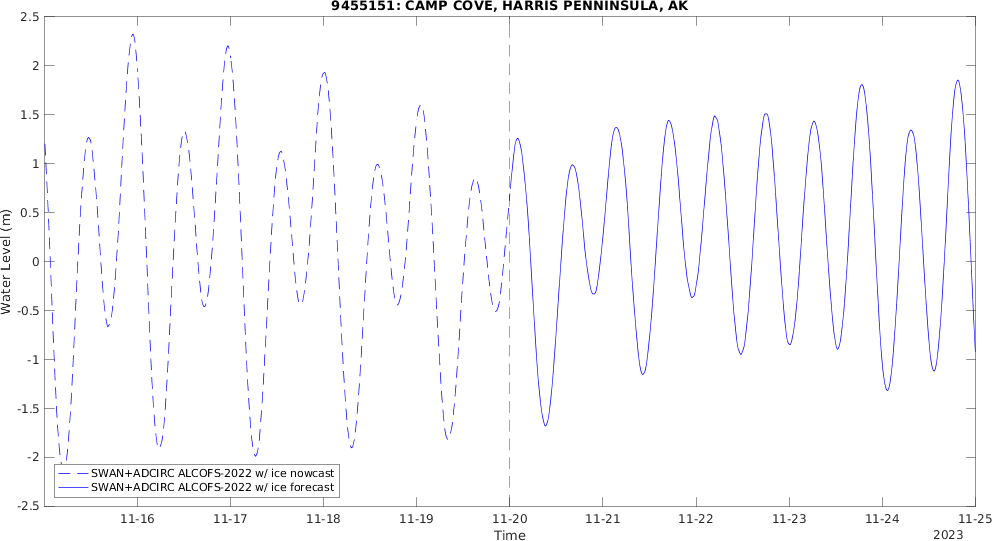 9455151: CAMP COVE, HARRIS PENNINSULA, AK
Water Level (m)
2.5
2
1.5
1
0.5
0
-0.5
-1
-1.5
-2
-2.5
SWAN+ADCIRC ALCOFS-2022 w/ ice nowcast
SWAN+ADCIRC ALCOFS-2022 w/ ice forecast
11-16 11-17 11-18 11-19 11-20 11-21 11-22 11-23 11-24 11-25
Time
2023